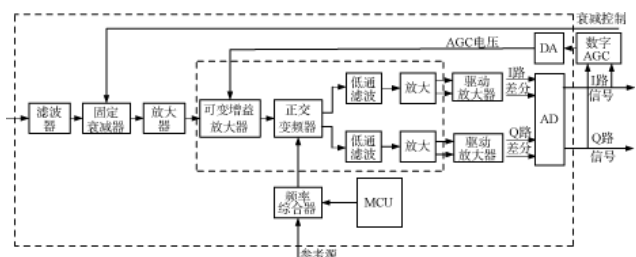 衰减控制
AGC电压
DA
数字
AGC
滤波
器
固定
衰减器
放大
器
可变增益
放大器
正交
变频器
低通
滤波
放大
驱动
放大器
I路
差分
AD
I路
信号
低通
滤波
放大
驱动
放大器
Q路
差分
Q路
信号
频率
综合器
MCU
参考源